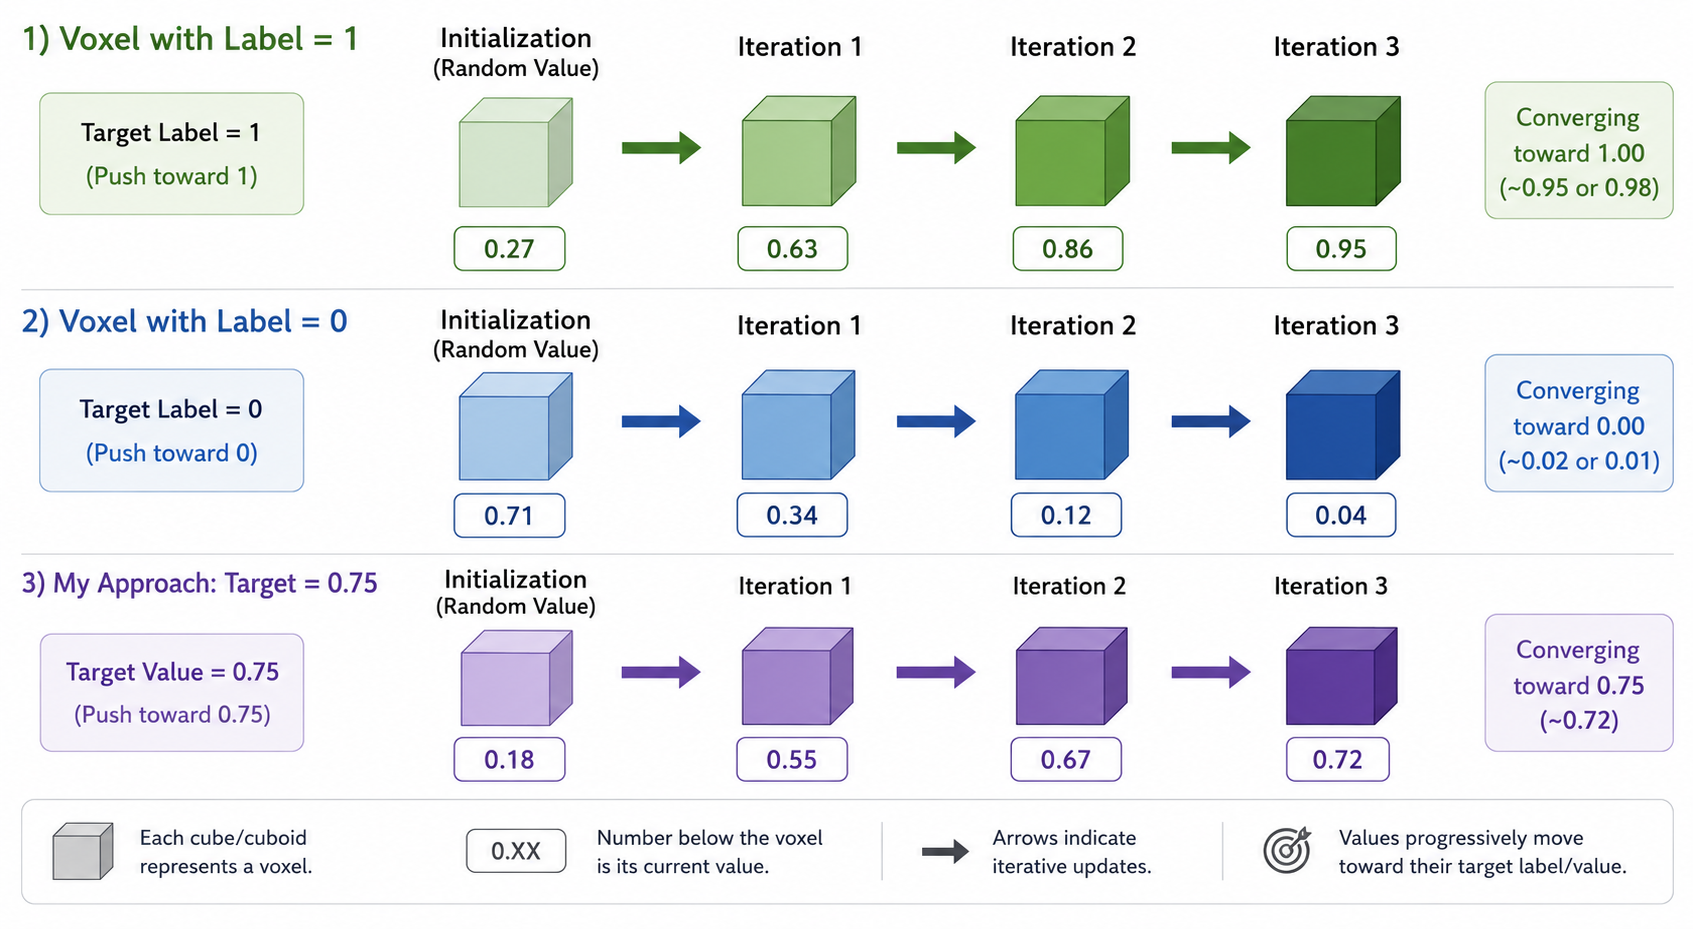 1) Voxel with Label = 1
Target Label = 1
(Push toward 1)
Initialization
(Random Value)
Iteration 1
Iteration 2
Iteration 3
0.27
0.63
0.86
0.95
Converging
toward 1.00
(~0.95 or 0.98)
2) Voxel with Label = 0
Target Label = 0
(Push toward 0)
Initialization
(Random Value)
Iteration 1
Iteration 2
Iteration 3
0.71
0.34
0.12
0.04
Converging
toward 0.00
(~0.02 or 0.01)
3) My Approach: Target = 0.75
Target Value = 0.75
(Push toward 0.75)
Initialization
(Random Value)
Iteration 1
Iteration 2
Iteration 3
0.18
0.55
0.67
0.72
Converging
toward 0.75
(~0.72)
Each cube/cuboid
represents a voxel.
0.XX
Number below the voxel
is its current value.
Arrows indicate
iterative updates.
Values progressively move
toward their target label/value.